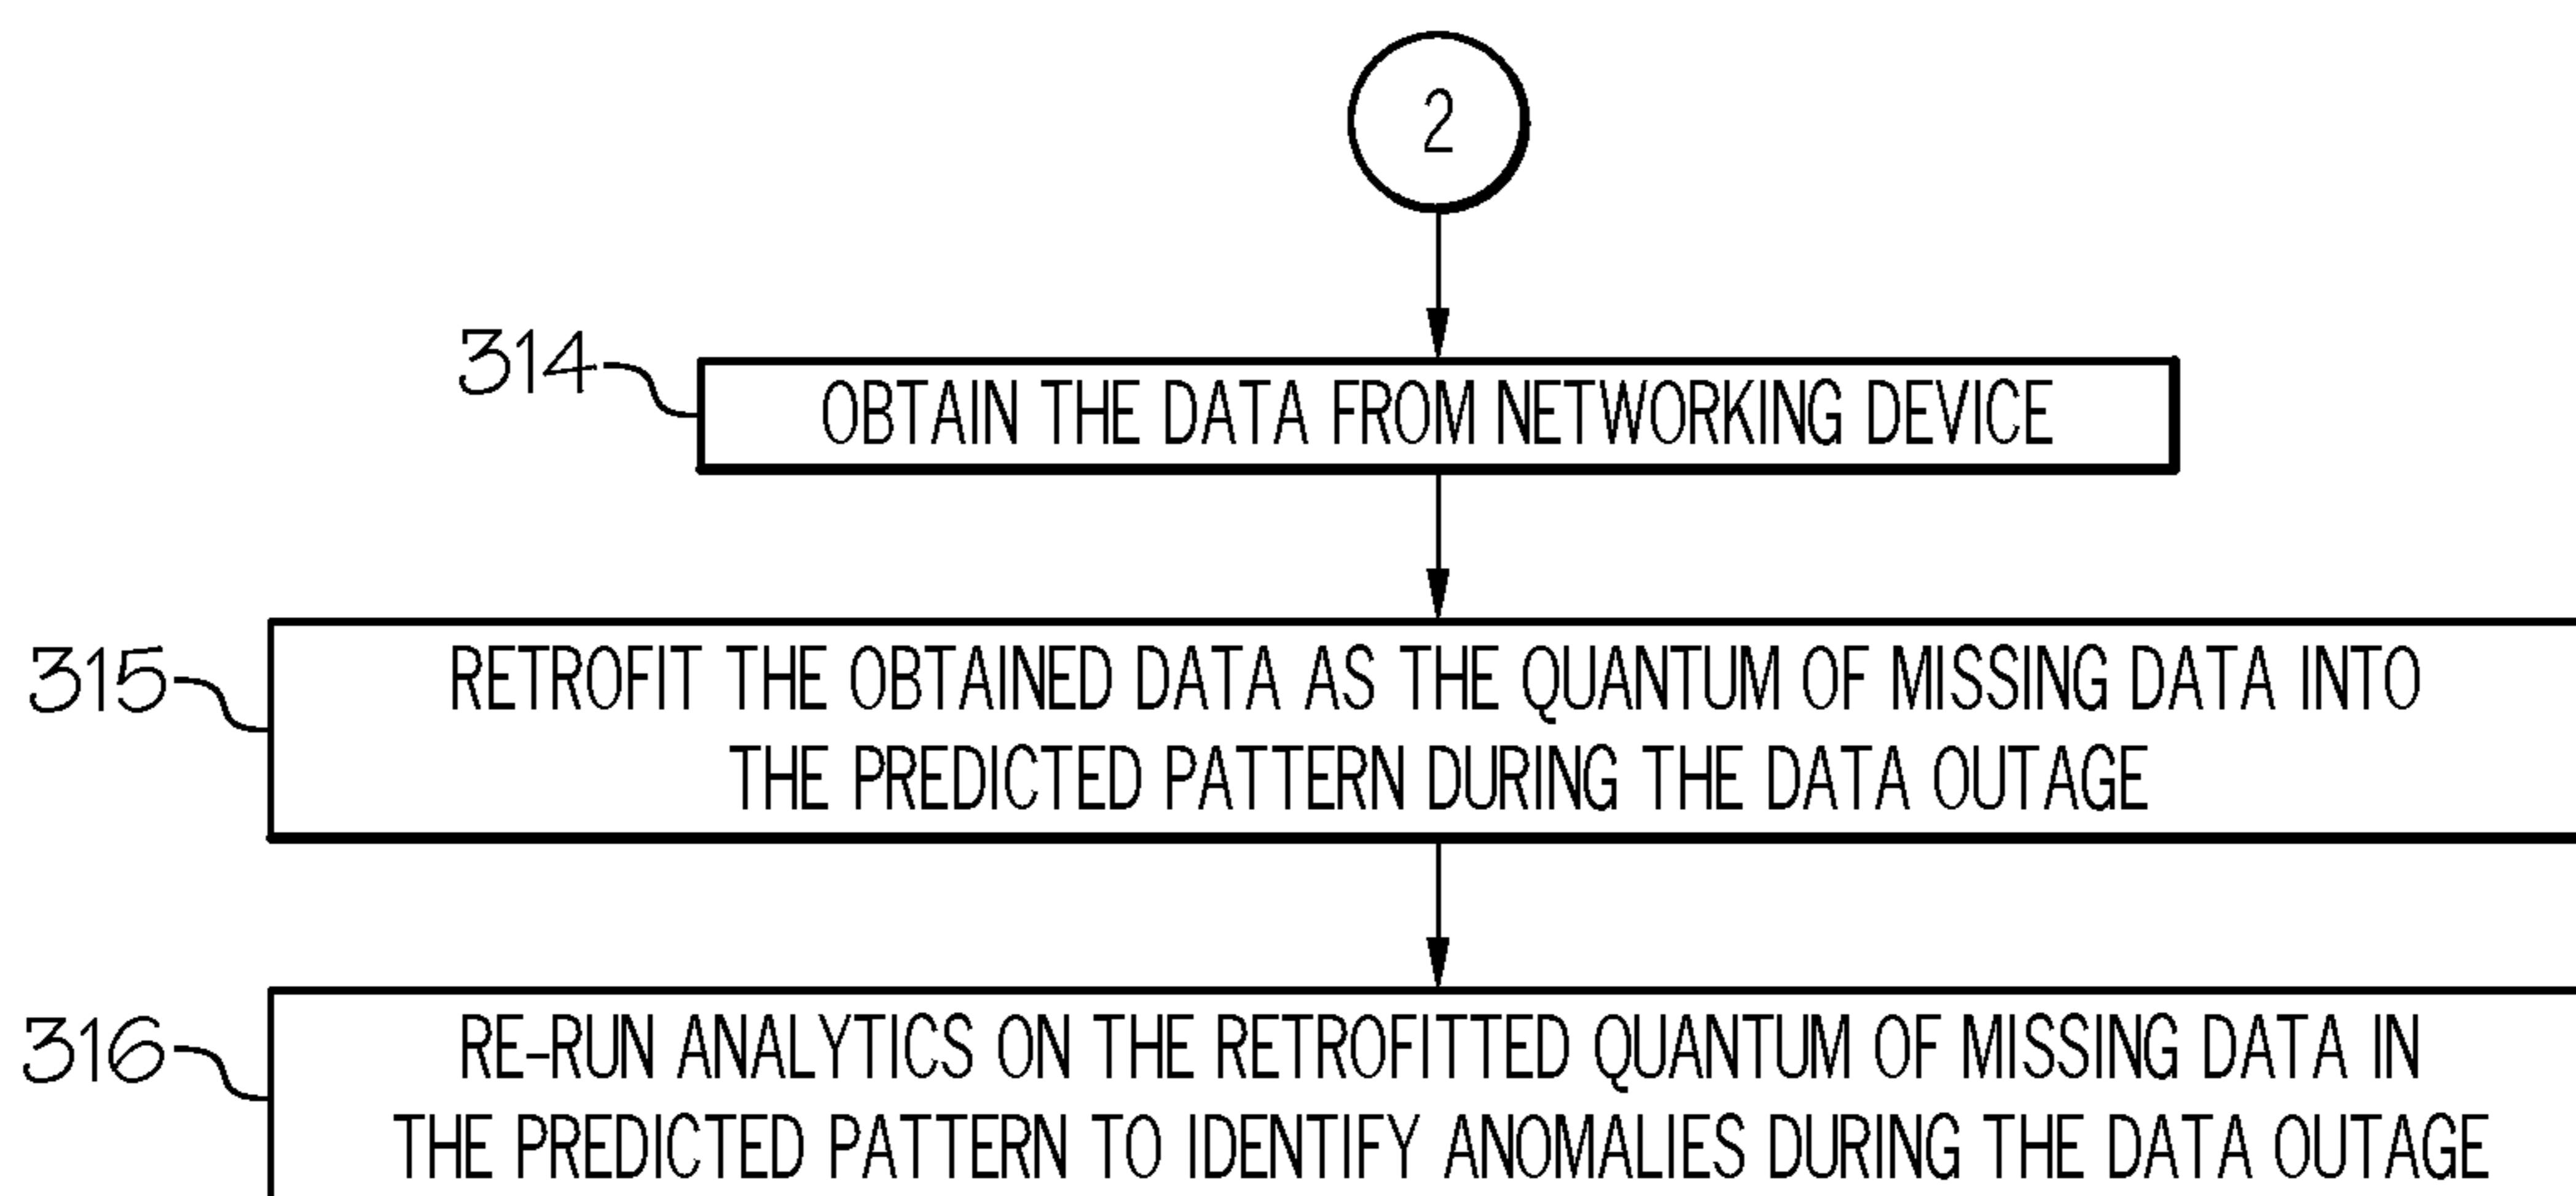 2
314
OBTAIN THE DATA FROM NETWORKING DEVICE
315
RETROFIT THE OBTAINED DATA AS THE QUANTUM OF MISSING DATA INTO
THE PREDICTED PATTERN DURING THE DATA OUTAGE
316
RE-RUN ANALYTICS ON THE RETROFITTED QUANTUM OF MISSING DATA IN
THE PREDICTED PATTERN TO IDENTIFY ANOMALIES DURING THE DATA OUTAGE